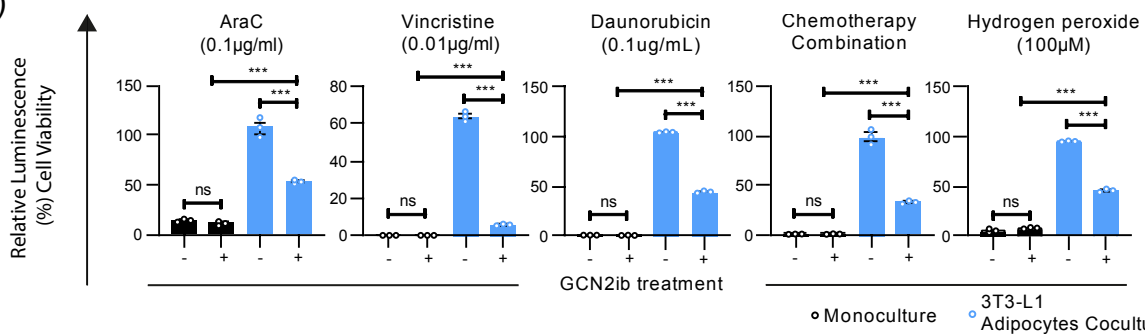 )
AraC
(0.1µg/ml)
Vincristine
(0.01µg/ml)
Daunorubicin
(0.1ug/mL)
Chemotherapy
Combination
Hydrogen peroxide
(100µM)
Relative Luminescence
(%) Cell Viability
150
100
50
0
ns
***
***
- + - +
80
60
40
20
0
ns
***
***
- + - +
150
100
50
0
ns
***
***
- + - +
150
100
50
0
ns
***
***
- + - +
150
100
50
0
ns
***
***
- + - +
GCN2ib treatment
Monoculture
3T3-L1
Adipocytes Cocultu